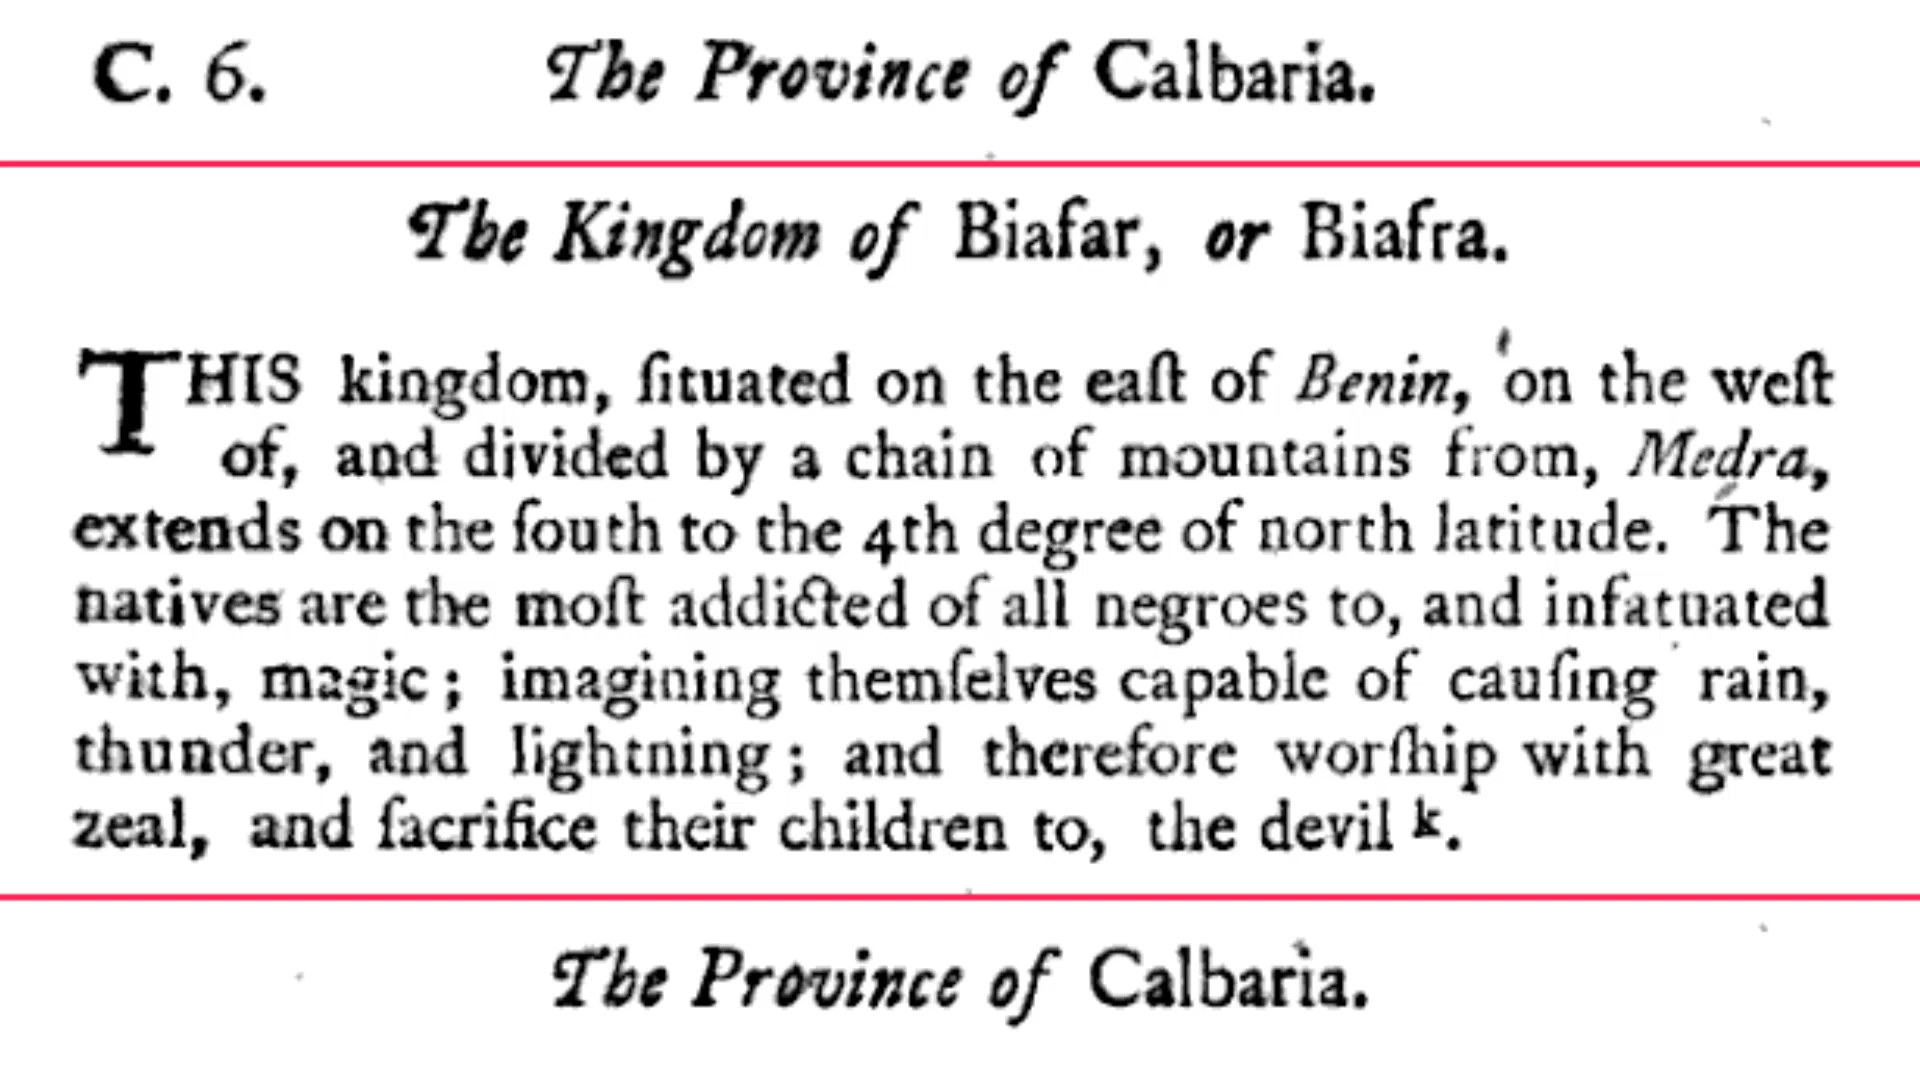 C. 6. The Province of Calbaria.
The Kingdom of Biafar, or Biafra.
THIS kingdom, ſituated on the eaſt of Benin, on the weſt
of, and divided by a chain of mountains from, Medra,
extends on the ſouth to the 4th degree of north latitude. The
natives are the moſt addicted of all negroes to, and infatuated
with, magic; imagining themſelves capable of cauſing rain,
thunder, and lightning; and therefore worſhip with great
zeal, and ſacrifice their children to, the devil k.
The Province of Calbaria.